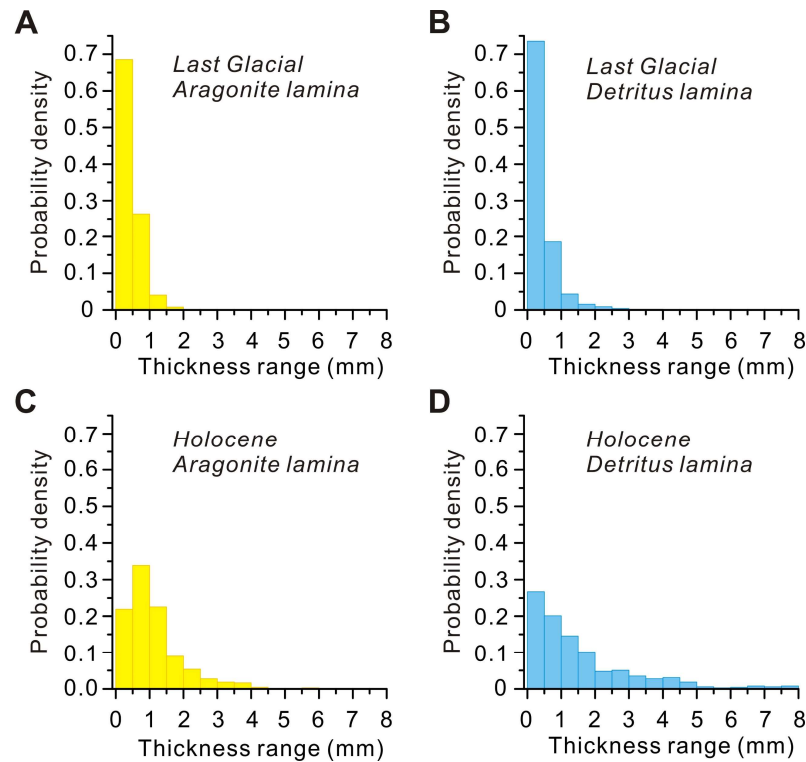 A
Last Glacial
Aragonite lamina
Probability density
0.7
0.6
0.5
0.4
0.3
0.2
0.1
0
0 1 2 3 4 5 6 7 8
Thickness range (mm)
B
Last Glacial
Detritus lamina
Probability density
0.7
0.6
0.5
0.4
0.3
0.2
0.1
0
0 1 2 3 4 5 6 7 8
Thickness range (mm)
C
Holocene
Aragonite lamina
Probability density
0.7
0.6
0.5
0.4
0.3
0.2
0.1
0.0
0 1 2 3 4 5 6 7 8
Thickness range (mm)
D
Holocene
Detritus lamina
Probability density
0.7
0.6
0.5
0.4
0.3
0.2
0.1
0
0 1 2 3 4 5 6 7 8
Thickness range (mm)